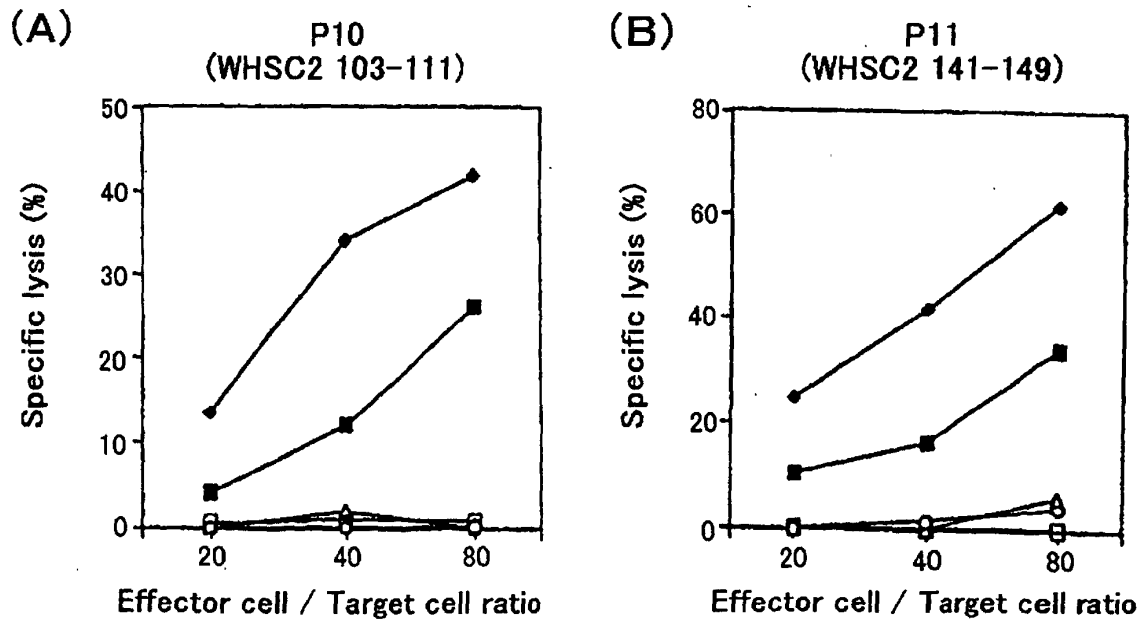 (A)
P10
(WHSC2 103-111)
50
40
30
20
10
0
Specific lysis (%)
20 40 80
Effector cell / Target cell ratio
(B)
P11
(WHSC2 141-149)
80
60
40
20
0
Specific lysis (%)
20 40 80
Effector cell / Target cell ratio